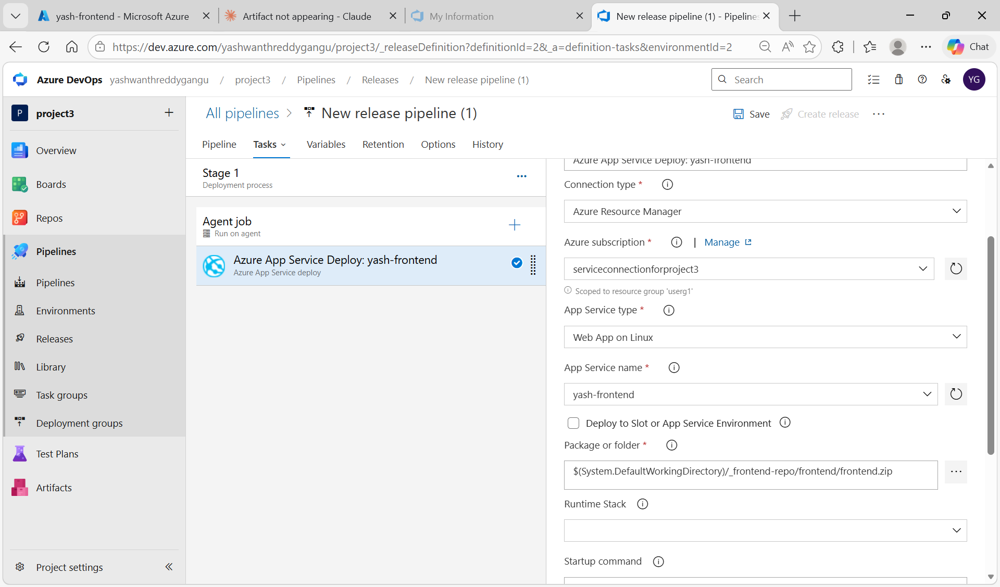 yash-frontend - Microsoft Azure
Artifact not appearing - Claude
My Information
New release pipeline (1) - Pipelines
https://dev.azure.com/yashwanthreddygangu/project3/_releaseDefinition?definitionId=2&_a=definition-tasks&environmentId=2
Chat
Azure DevOps yashwanthreddygangu / project3 / Pipelines / Releases / New release pipeline (1)
Search
YG
P project3
Overview
Boards
Repos
Pipelines
Pipelines
Environments
Releases
Library
Task groups
Deployment groups
Test Plans
Artifacts
Project settings
All pipelines > New release pipeline (1)
Save
Create release
Pipeline Tasks Variables Retention Options History
Stage 1
Deployment process
Agent job
Run on agent
Azure App Service Deploy: yash-frontend
Azure App Service deploy
Azure App Service Deploy: yash-frontend
Connection type *
Azure Resource Manager
Azure subscription * | Manage
serviceconnectionforproject3
Scoped to resource group 'userg1'
App Service type *
Web App on Linux
App Service name *
yash-frontend
Deploy to Slot or App Service Environment
Package or folder *
$(System.DefaultWorkingDirectory)/_frontend-repo/frontend/frontend.zip
Runtime Stack
Startup command